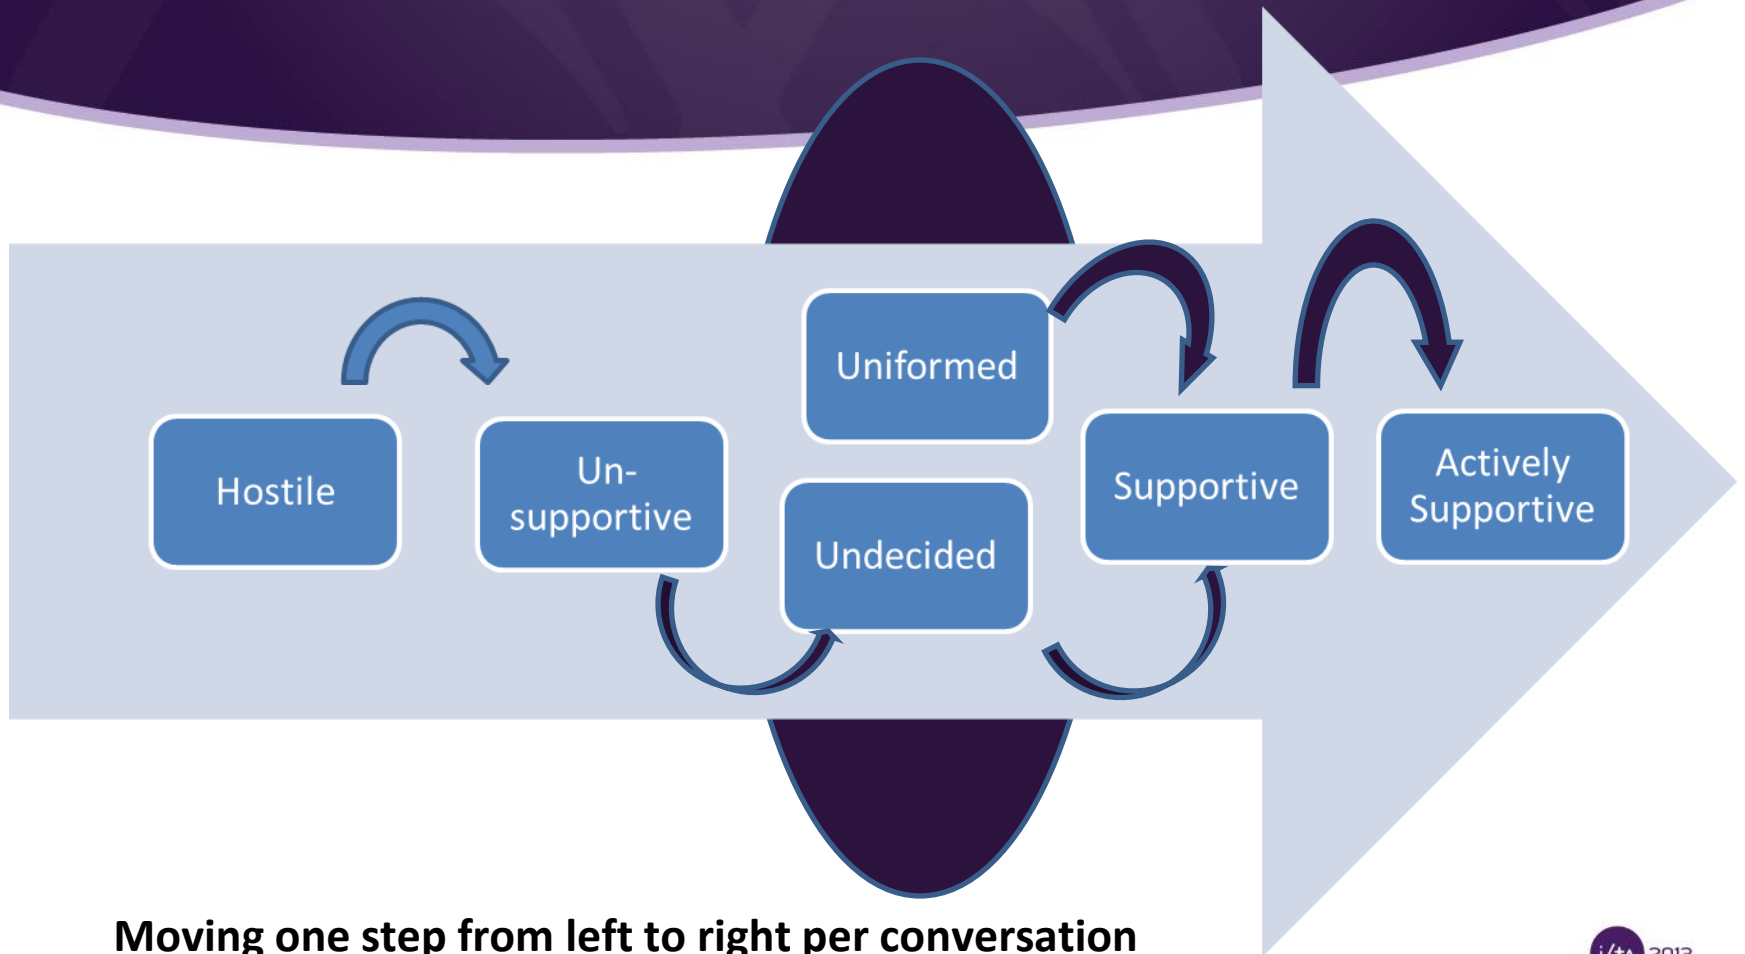 Hostile
Un-
supportive
Uniformed
Undecided
Supportive
Actively
Supportive
Moving one step from left to right per conversation